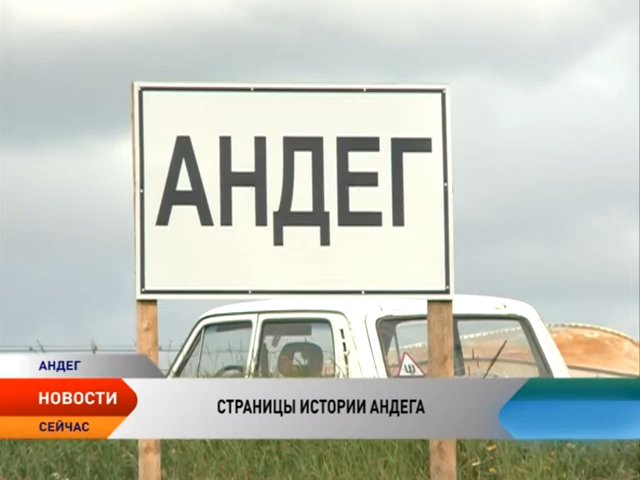 АНДЕГ
Ш
АНДЕГ
НОВОСТИ
СЕЙЧАС
СТРАНИЦЫ ИСТОРИИ АНДЕГА